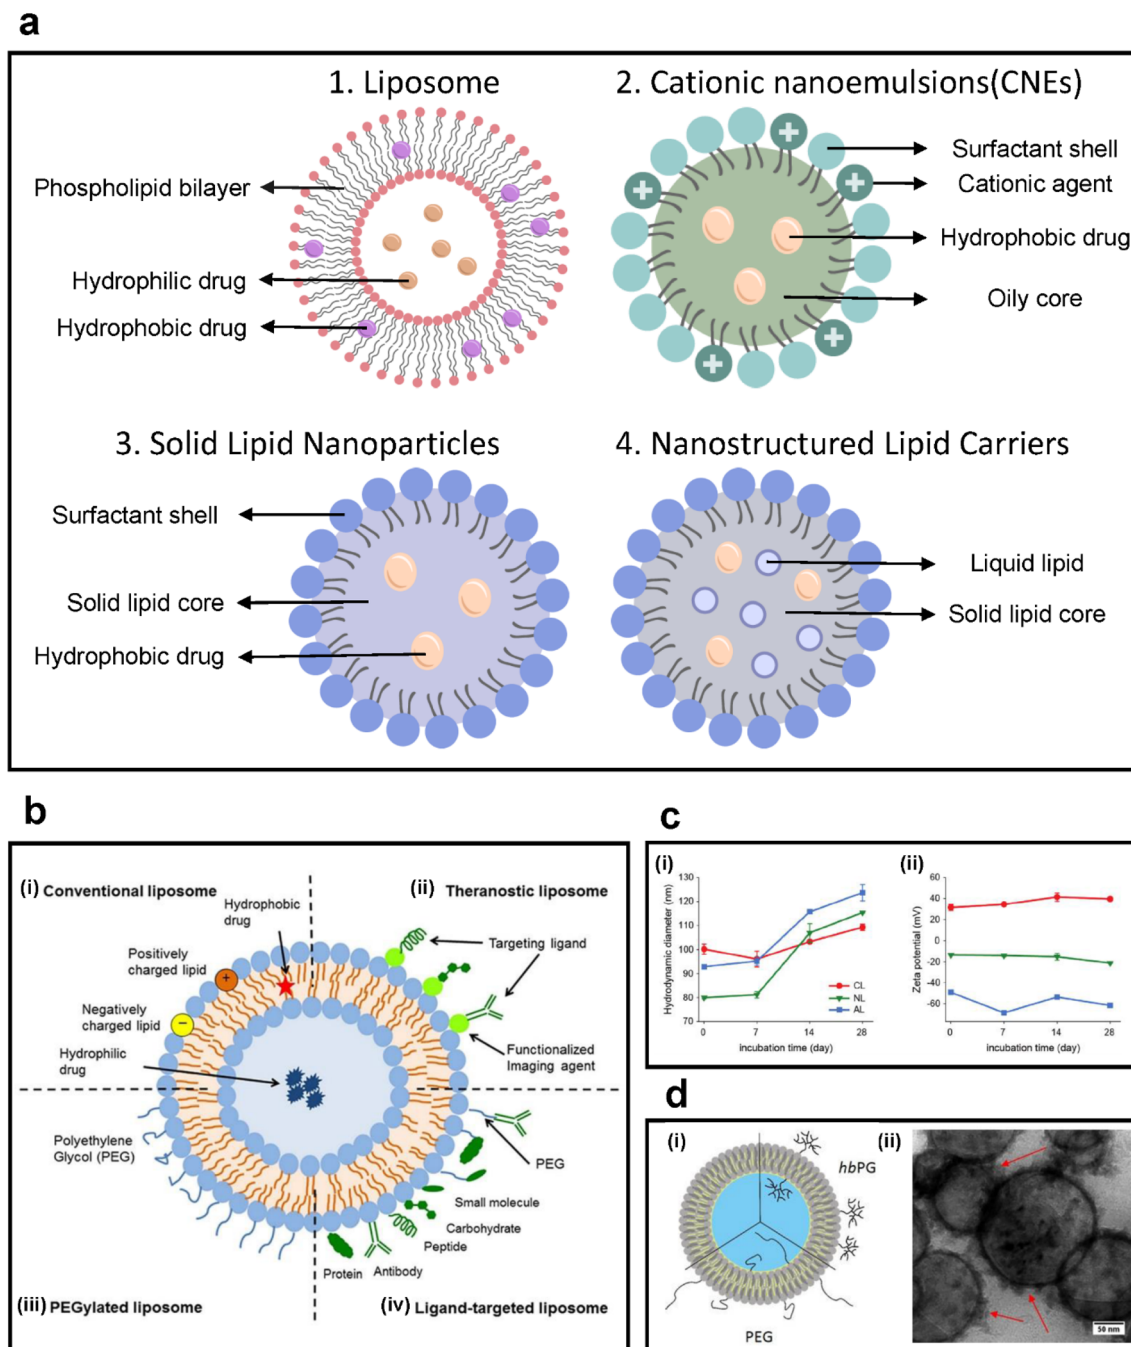 a
1. Liposome
Phospholipid bilayer
Hydrophilic drug
Hydrophobic drug
2. Cationic nanoemulsions(CNEs)
Surfactant shell
Cationic agent
Hydrophobic drug
Oily core
3. Solid Lipid Nanoparticles
Surfactant shell
Solid lipid core
Hydrophobic drug
4. Nanostructured Lipid Carriers
Liquid lipid
Solid lipid core
b
(i) Conventional liposome
Hydrophobic
drug
Positively
charged lipid
+
Negatively
charged lipid
−
Hydrophilic
drug
(ii) Theranostic liposome
Targeting ligand
Functionalized
Imaging agent
Polyethylene
Glycol (PEG)
(iii) PEGylated liposome
PEG
Small molecule
Carbohydrate
Peptide
Antibody
Protein
(iv) Ligand-targeted liposome
c
(i)
Hydrodynamic diameter (nm)
130
120
110
100
90
80
70
CL
NL
AL
0 7 14 28
incubation time (day)
(ii)
Zeta potential (mV)
60
40
20
0
-20
-40
-60
0 7 14 28
incubation time (day)
d
(i)
hbPG
PEG
(ii)
50 nm